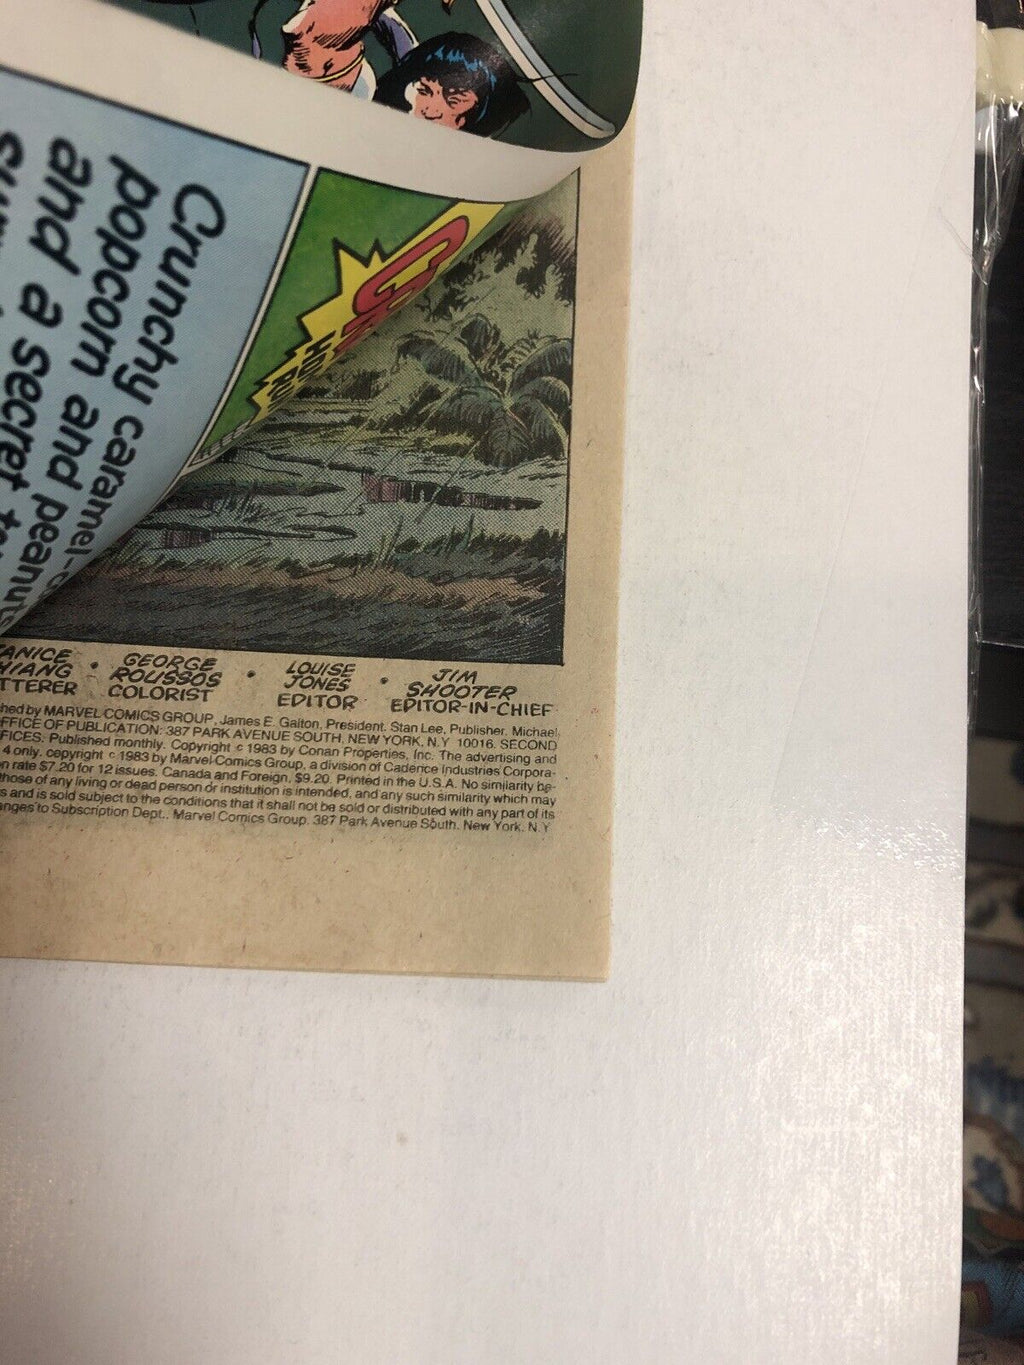 Crunchy caramel-
popcorn and peanuts
and a secret
HIANG
TTERER
GEORGE
ROUSSOS
COLORIST
LOUISE
JONES
EDITOR
JIM
SHOOTER
EDITOR-IN-CHIEF
hed by MARVEL COMICS GROUP, James E. Galton, President. Stan Lee, Publisher. Michael
FFICE OF PUBLICATION: 387 PARK AVENUE SOUTH, NEW YORK, N.Y. 10016. SECOND
FICES. Published monthly. Copyright © 1983 by Conan Properties, Inc. The advertising and
4 only, copyright © 1983 by Marvel Comics Group, a division of Cadence Industries Corpora-
n rate $7.20 for 12 issues. Canada and Foreign, $9.20. Printed in the U.S.A. No similarity be-
those of any living or dead person or institution is intended, and any such similarity which may
s and is sold subject to the conditions that it shall not be sold or distributed with any part of its
anges to Subscription Dept., Marvel Comics Group, 387 Park Avenue South, New York, N.Y.